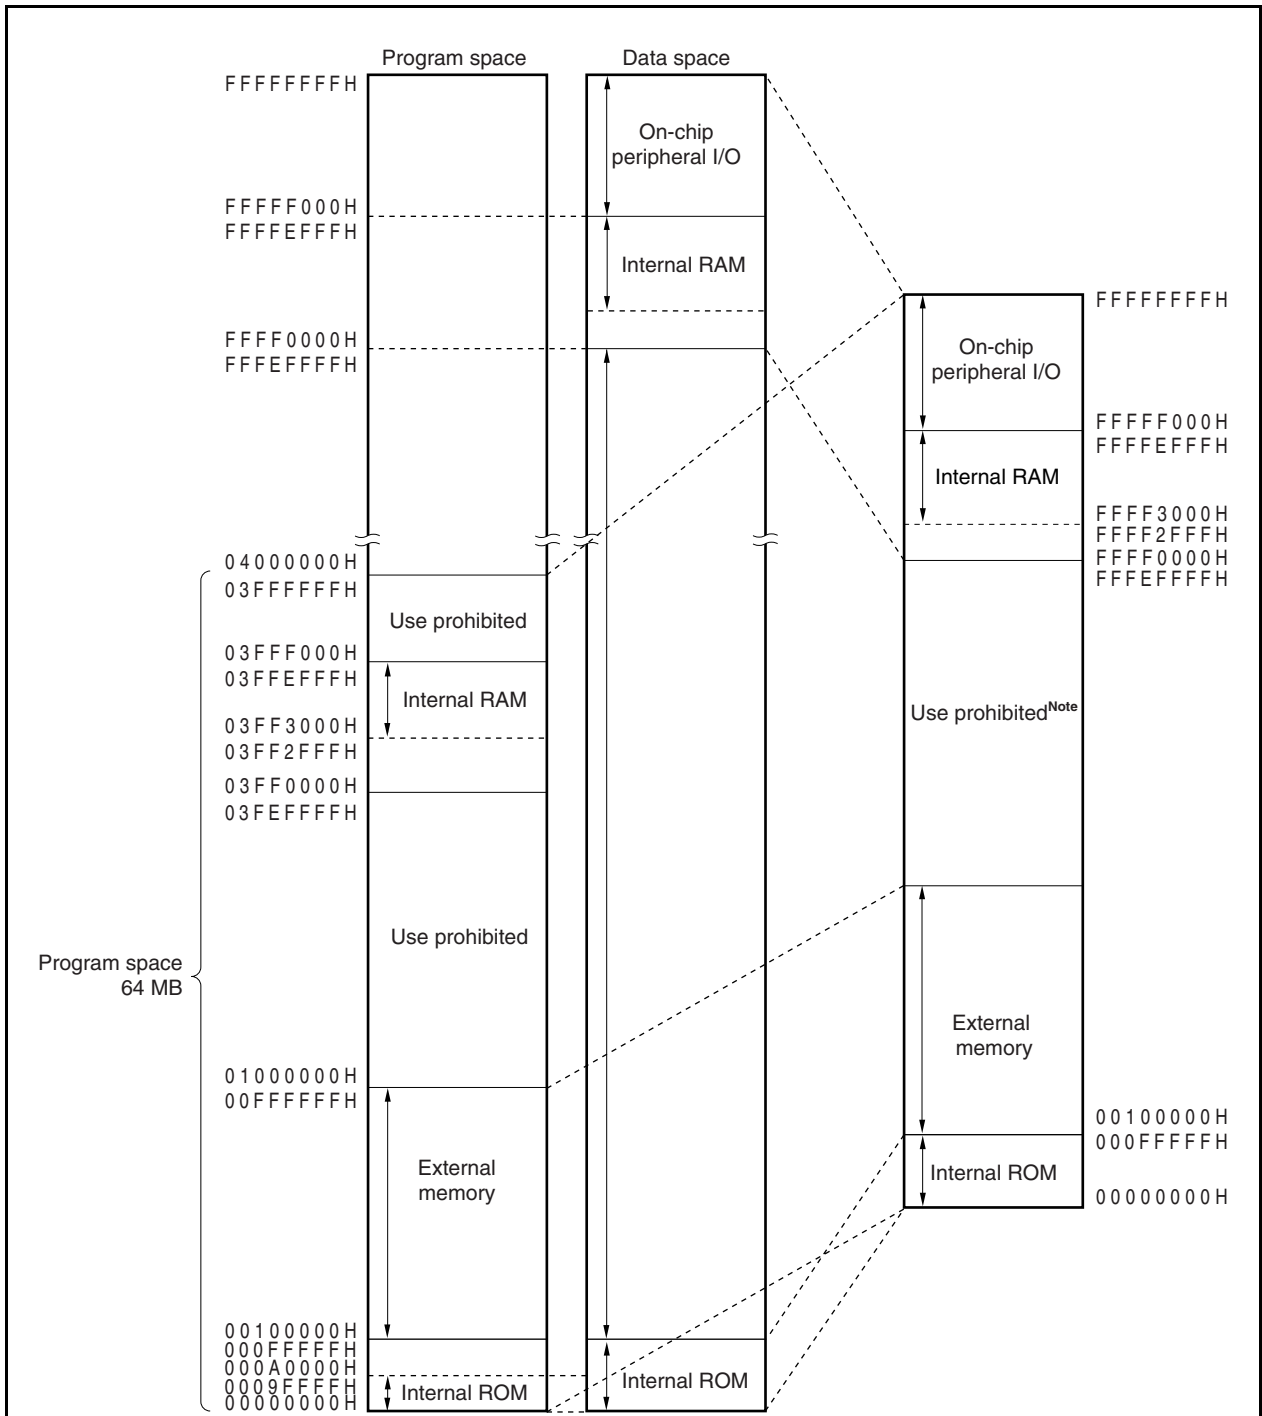 Program space
Data space
FFFFFFFFH
On-chip
peripheral I/O
FFFFF000H
FFFFEFFFH
Internal RAM
FFFF0000H
FFFEFFFFH
04000000H
03FFFFFFH
Use prohibited
03FFF000H
03FFEFFFH
Internal RAM
03FF3000H
03FF2FFFH
03FF0000H
03FEFFFFH
Use prohibited
Program space
64 MB
01000000H
00FFFFFFH
External
memory
00100000H
000FFFFFH
000A0000H
0009FFFFH
00000000H
Internal ROM
Internal ROM
FFFFFFFFH
On-chip
peripheral I/O
FFFFF000H
FFFFEFFFH
Internal RAM
FFFF3000H
FFFF2FFFH
FFFF0000H
FFFEFFFFH
Use prohibitedNote
External
memory
00100000H
000FFFFFH
Internal ROM
00000000H